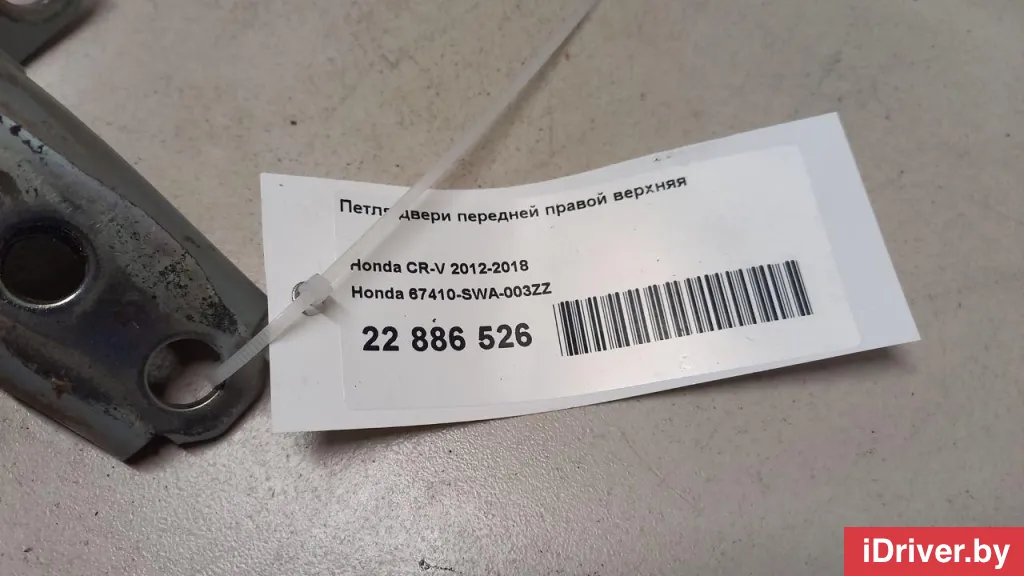 Петля двери передней правой верхняя
Honda CR-V 2012-2018
Honda 67410-SWA-003ZZ
22 886 526
iDriver.by